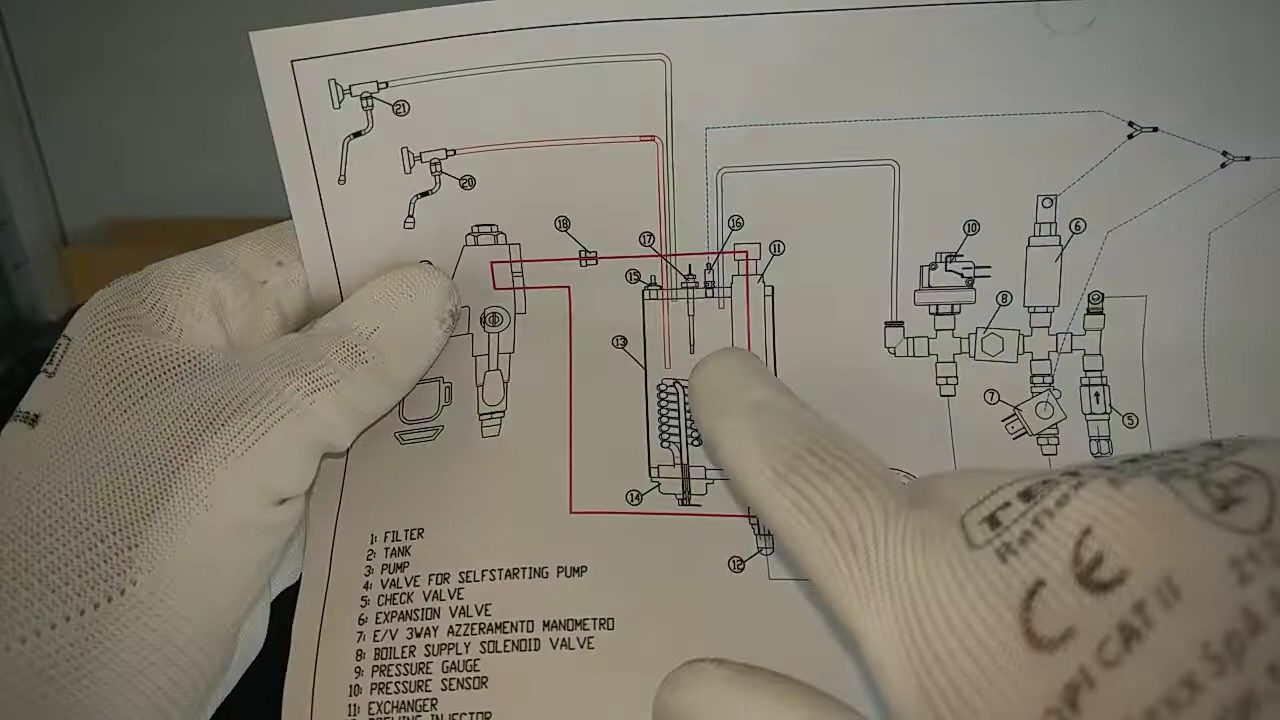 21
20
18
17
16
11
15
13
14
12
10
6
8
7
5
1: FILTER
2: TANK
3: PUMP
4: VALVE FOR SELFSTARTING PUMP
5: CHECK VALVE
6: EXPANSION VALVE
7: E/V 3WAY AZZERAMENTO MANOMETRO
8: BOILER SUPPLY SOLENOID VALVE
9: PRESSURE GAUGE
10: PRESSURE SENSOR
11: EXCHANGER
CE
CAT II